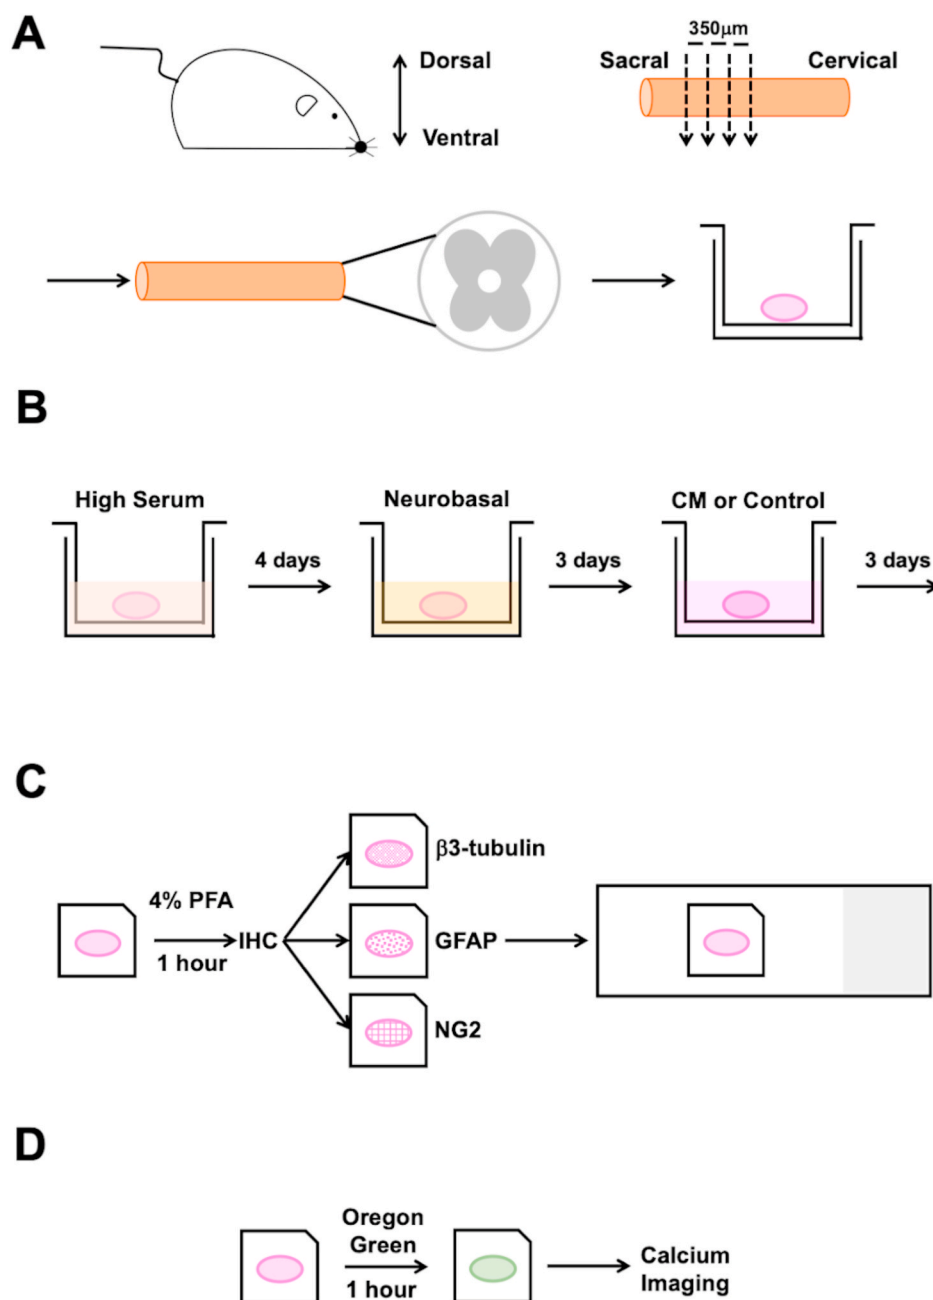 A
Dorsal
Ventral
350μm
Sacral
Cervical
B
High Serum
4 days
Neurobasal
3 days
CM or Control
3 days
C
4% PFA
1 hour
IHC
β3-tubulin
GFAP
NG2
D
Oregon
Green
1 hour
Calcium
Imaging